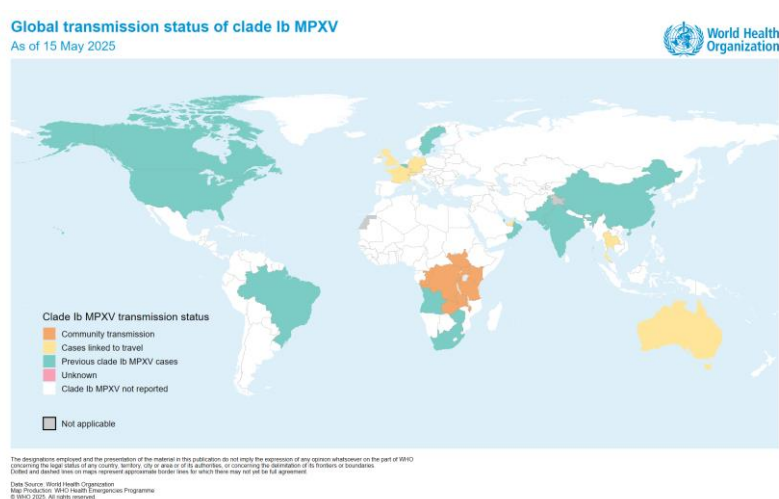 Global transmission status of clade Ib MPXV
As of 15 May 2025
World Health
Organization
Clade Ib MPXV transmission status
Community transmission
Cases linked to travel
Previous clade Ib MPXV cases
Unknown
Clade Ib MPXV not reported
Not applicable
The designations employed and the presentation of the material in this publication do not imply the expression of any opinion whatsoever on the part of WHO
concerning the legal status of any country, territory, city or area or of its authorities, or concerning the delimitation of its frontiers or boundaries
Dotted and dashed lines on maps represent approximate border lines for which there may not yet be full agreement
Data Source: World Health Organization
Map Production: WHO Health Emergencies Programme
© WHO 2025. All rights reserved.